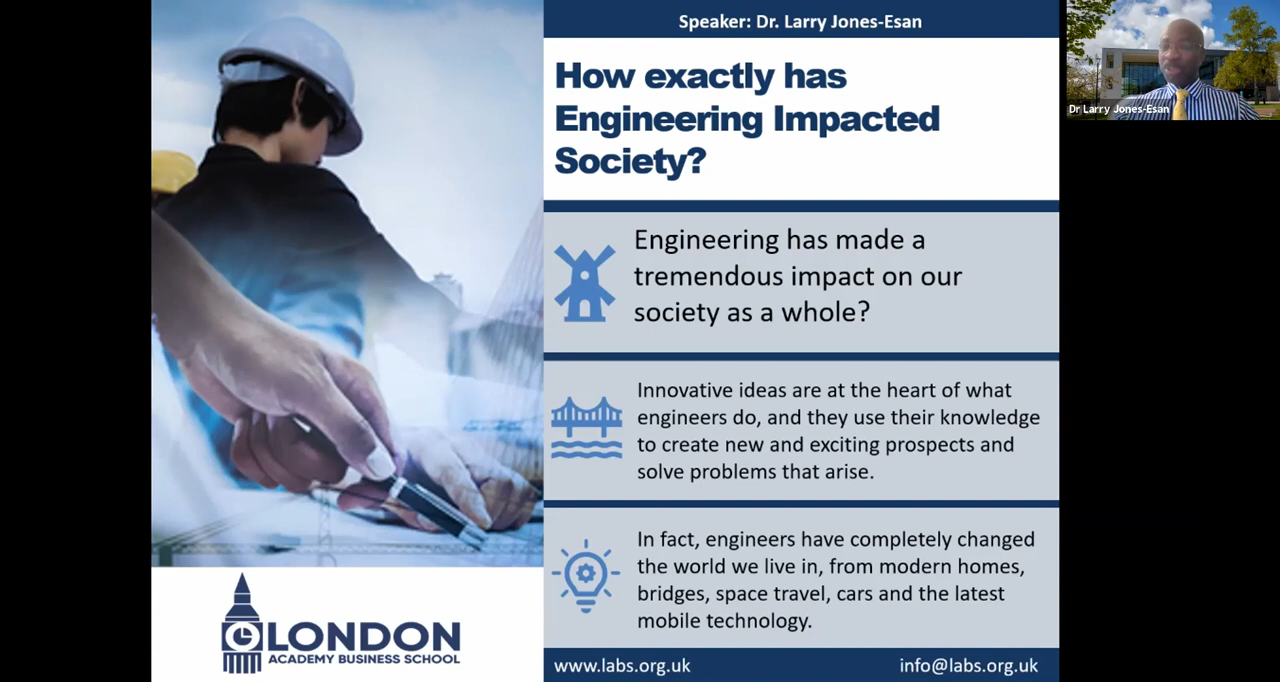 Speaker: Dr. Larry Jones-Esan
Dr Larry Jones-Esan
How exactly has
Engineering Impacted
Society?
Engineering has made a
tremendous impact on our
society as a whole?
Innovative ideas are at the heart of what
engineers do, and they use their knowledge
to create new and exciting prospects and
solve problems that arise.
In fact, engineers have completely changed
the world we live in, from modern homes,
bridges, space travel, cars and the latest
mobile technology.
LONDON
ACADEMY BUSINESS SCHOOL
www.labs.org.uk
info@labs.org.uk